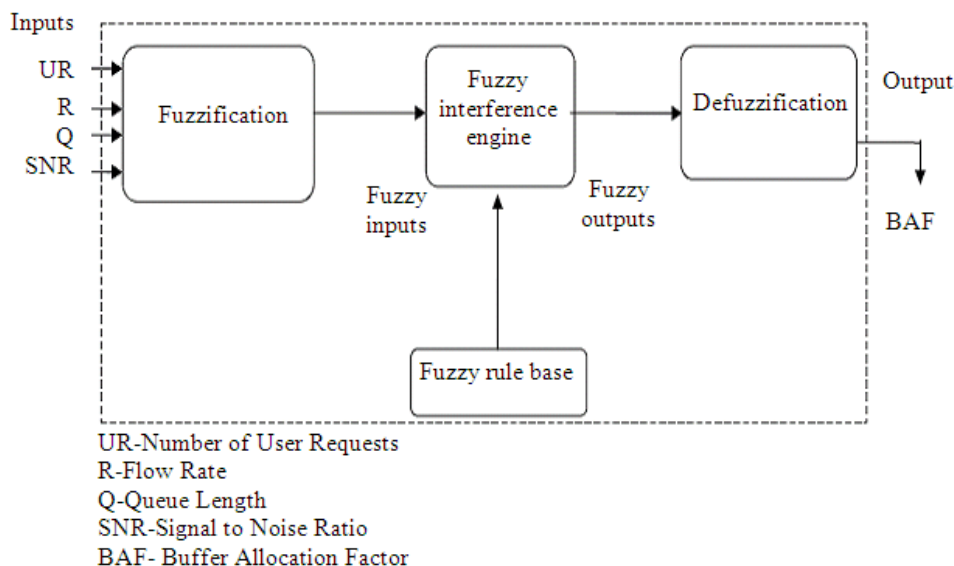 Inputs
UR
R
Q
SNR
Fuzzification
Fuzzy
interference
engine
Defuzzification
Output
Fuzzy
inputs
Fuzzy
outputs
BAF
Fuzzy rule base
UR-Number of User Requests
R-Flow Rate
Q-Queue Length
SNR-Signal to Noise Ratio
BAF- Buffer Allocation Factor